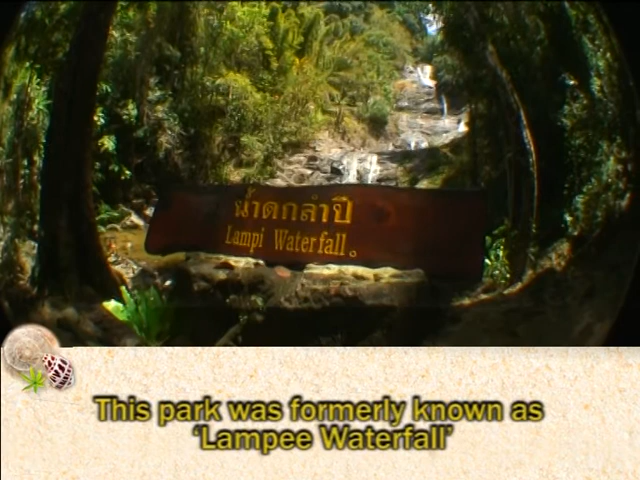 น้ำตกลำปี
Lampi Waterfall.
This park was formerly known as
‘Lampee Waterfall’